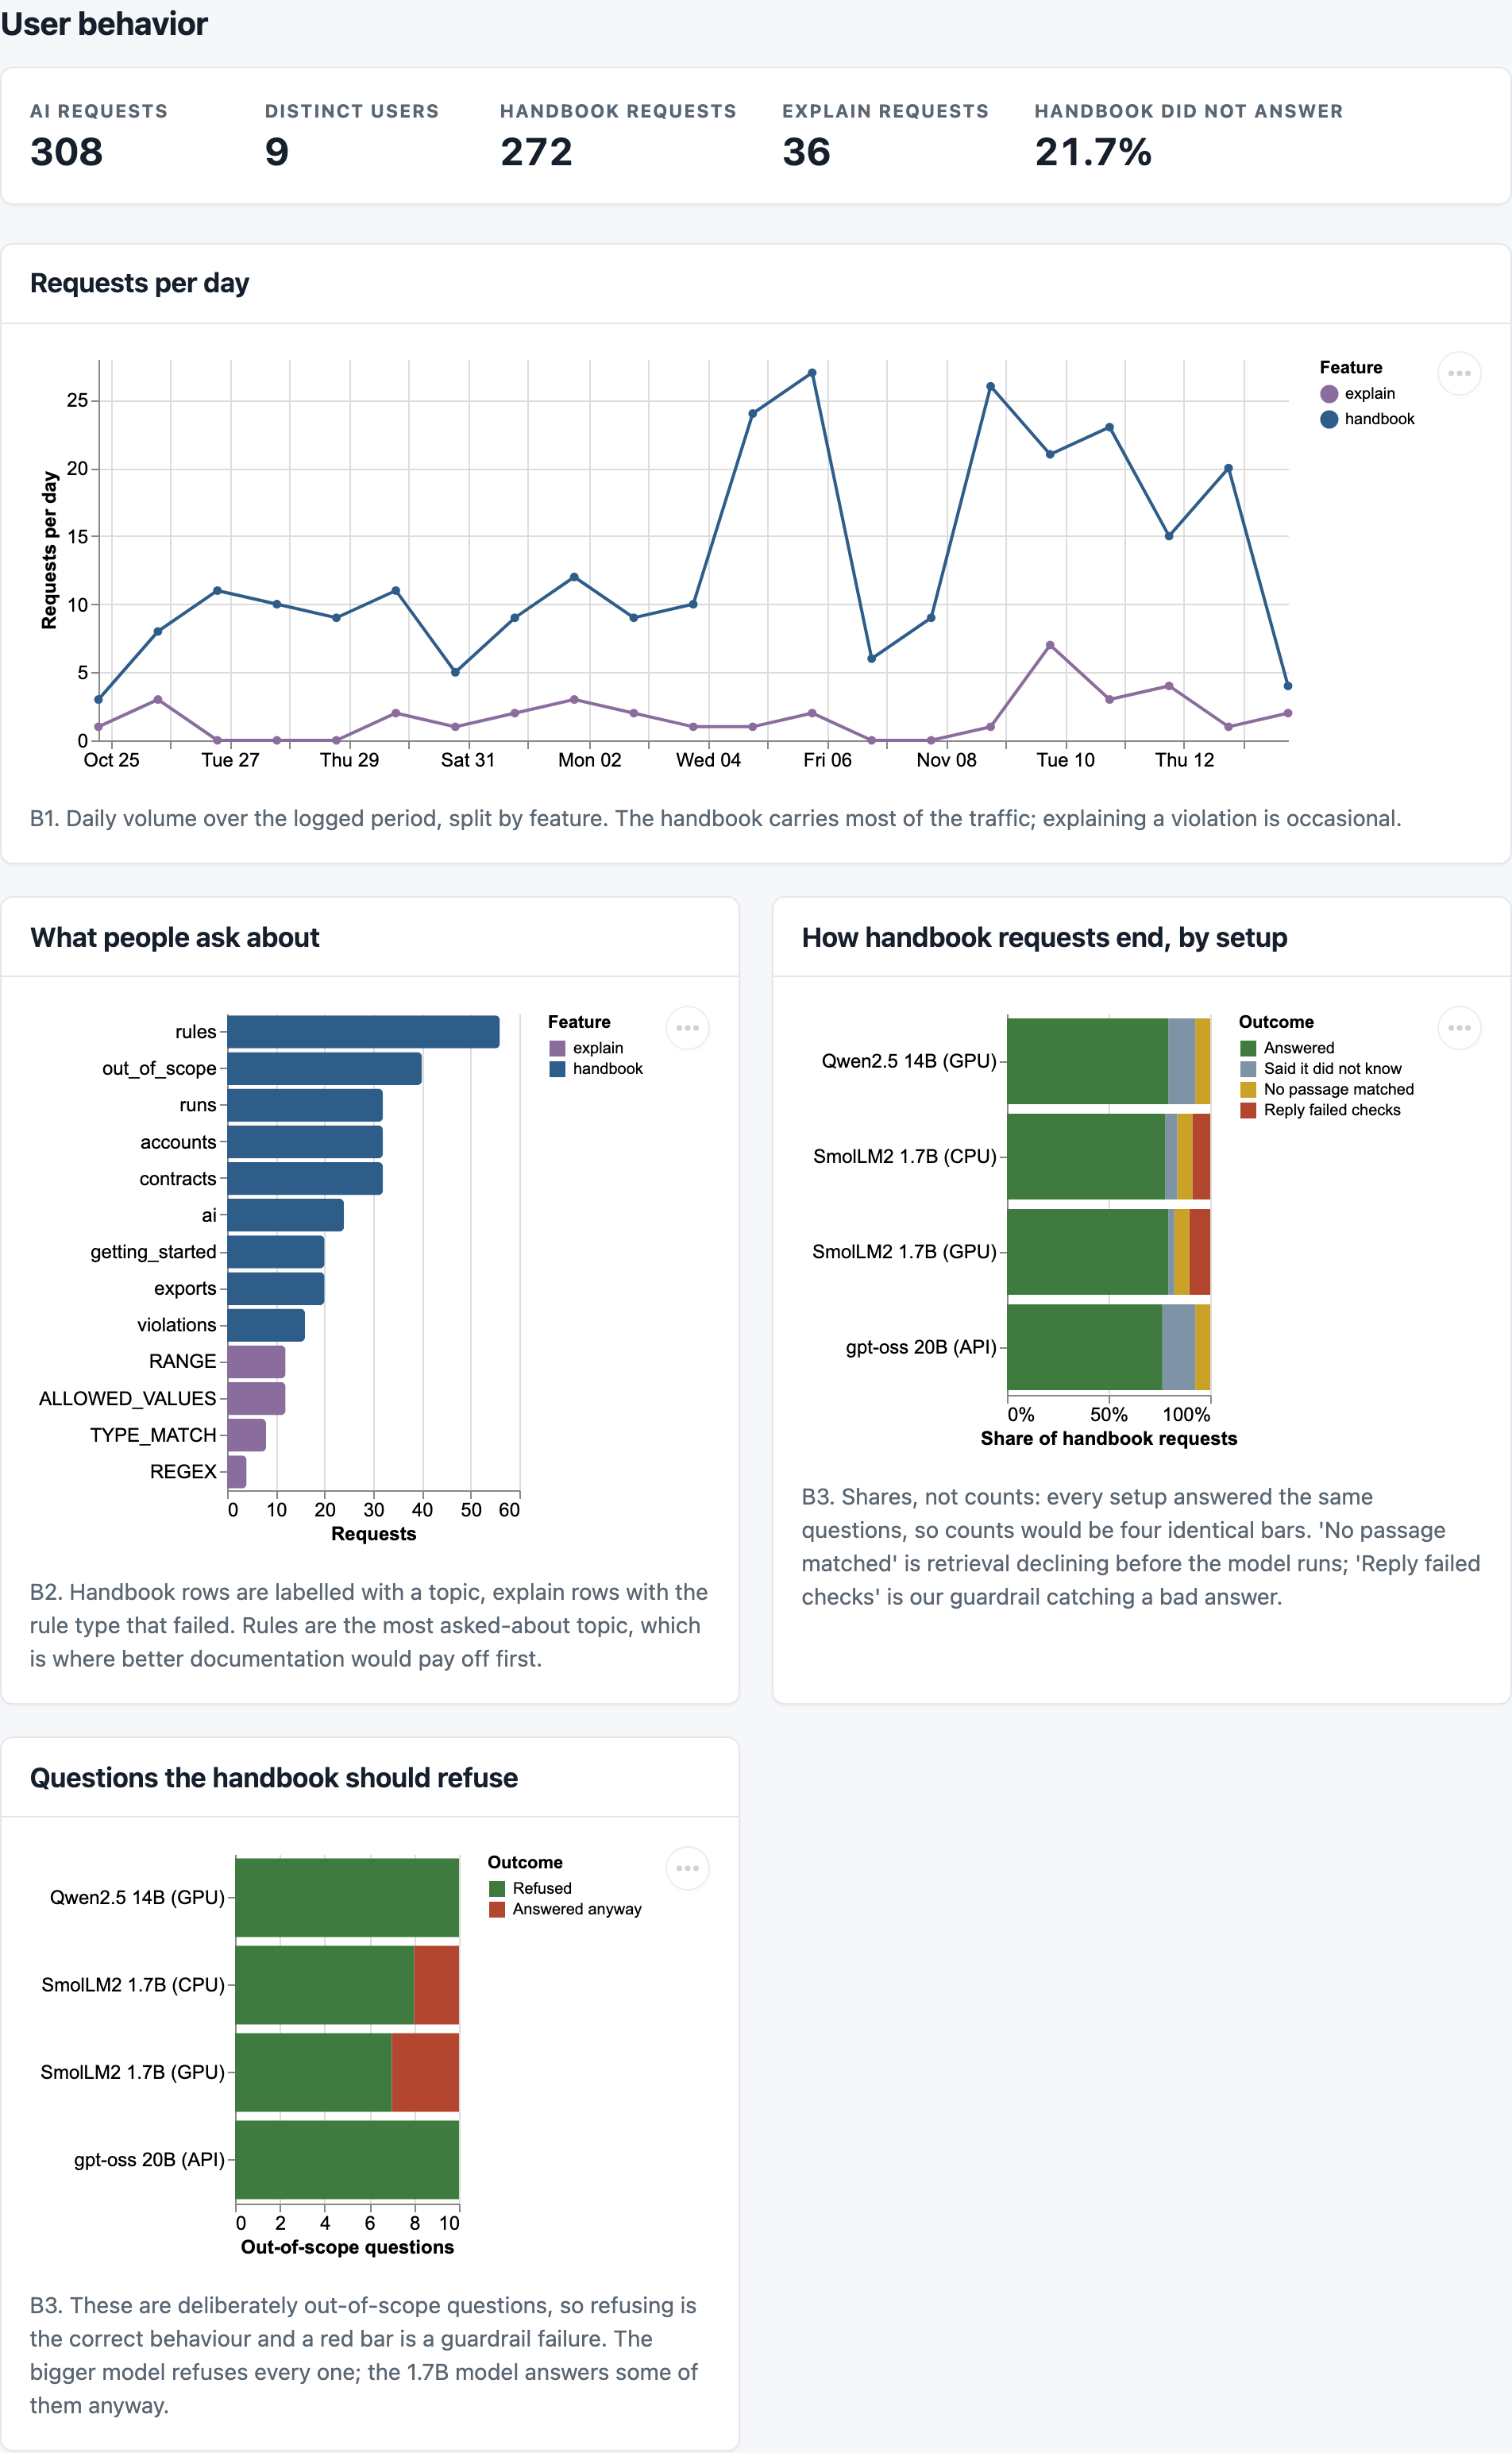 User behavior
AI REQUESTS
308
DISTINCT USERS
9
HANDBOOK REQUESTS
272
EXPLAIN REQUESTS
36
HANDBOOK DID NOT ANSWER
21.7%
Requests per day
Requests per day
25
20
15
10
5
0
Oct 25
Tue 27
Thu 29
Sat 31
Mon 02
Wed 04
Fri 06
Nov 08
Tue 10
Thu 12
Feature
explain
handbook
B1. Daily volume over the logged period, split by feature. The handbook carries most of the traffic; explaining a violation is occasional.
What people ask about
rules
out_of_scope
runs
accounts
contracts
ai
getting_started
exports
violations
RANGE
ALLOWED_VALUES
TYPE_MATCH
REGEX
0
10
20
30
40
50
60
Requests
Feature
explain
handbook
B2. Handbook rows are labelled with a topic, explain rows with the
rule type that failed. Rules are the most asked-about topic, which
is where better documentation would pay off first.
How handbook requests end, by setup
Qwen2.5 14B (GPU)
SmolLM2 1.7B (CPU)
SmolLM2 1.7B (GPU)
gpt-oss 20B (API)
0%
50%
100%
Share of handbook requests
Outcome
Answered
Said it did not know
No passage matched
Reply failed checks
B3. Shares, not counts: every setup answered the same
questions, so counts would be four identical bars. 'No passage
matched' is retrieval declining before the model runs; 'Reply failed
checks' is our guardrail catching a bad answer.
Questions the handbook should refuse
Qwen2.5 14B (GPU)
SmolLM2 1.7B (CPU)
SmolLM2 1.7B (GPU)
gpt-oss 20B (API)
0
2
4
6
8
10
Out-of-scope questions
Outcome
Refused
Answered anyway
B3. These are deliberately out-of-scope questions, so refusing is
the correct behaviour and a red bar is a guardrail failure. The
bigger model refuses every one; the 1.7B model answers some of
them anyway.